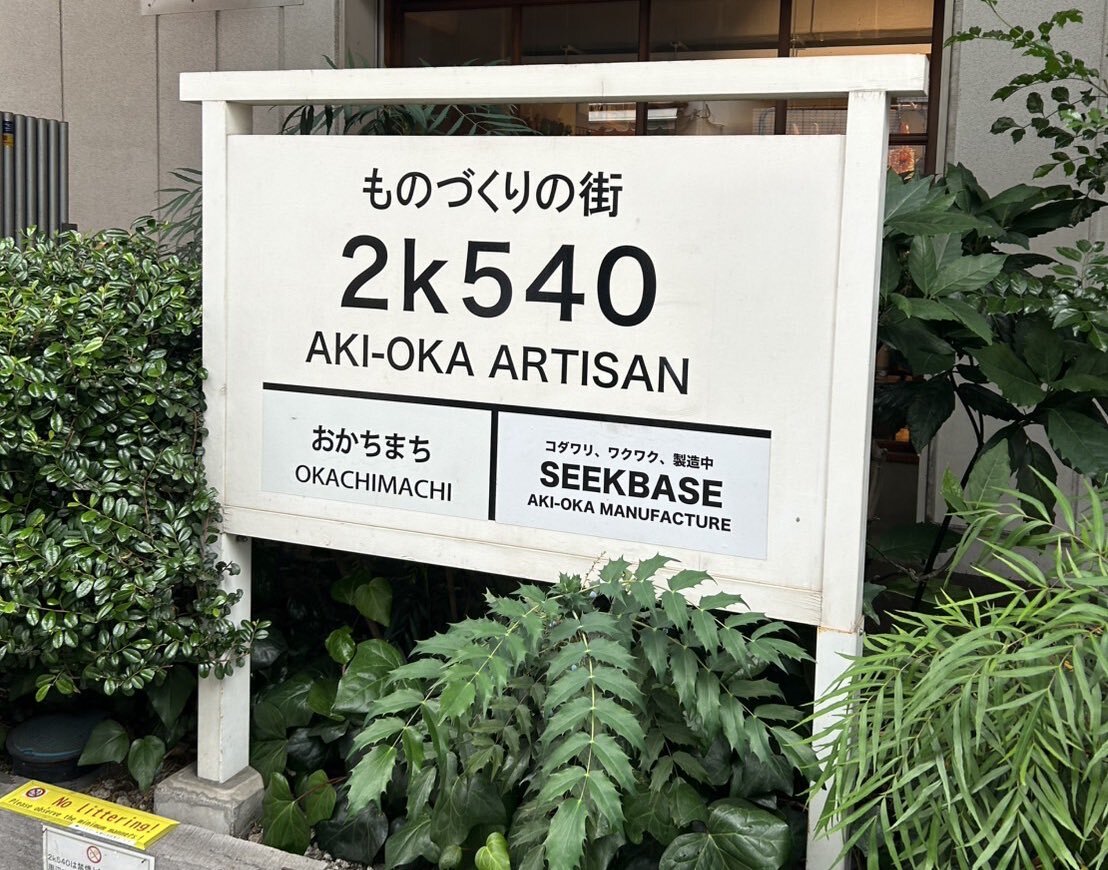 ものづくりの街
2k540
AKI-OKA ARTISAN
おかちまち
OKACHIMACHI
コダワリ、ワクワク、製造中
SEEKBASE
AKI-OKA MANUFACTURE
No littering!
Please observe the minimum manners!
2k540は禁煙